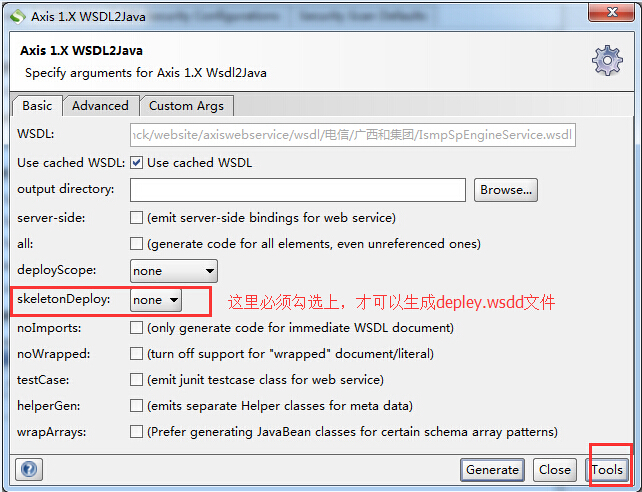 Axis 1.X WSDL2Java
Security Configurations
Security Scan Defaults
Axis 1.X WSDL2Java
Specify arguments for Axis 1.X Wsdl2Java
Basic Advanced Custom Args
WSDL: ıck/website/axiswebservice/wsdl/电信/广西和集团/IsmpSpEngineService.wsdl
Use cached WSDL: Use cached WSDL
output directory: Browse...
server-side: (emit server-side bindings for web service)
all: (generate code for all elements, even unreferenced ones)
deployScope: none
skeletonDeploy: none 这里必须勾选上，才可以生成depley.wsdd文件
noImports: (only generate code for immediate WSDL document)
noWrapped: (turn off support for "wrapped" document/literal)
testCase: (emit junit testcase class for web service)
helperGen: (emits separate Helper classes for meta data)
wrapArrays: (Prefer generating JavaBean classes for certain schema array patterns)
? Generate Close Tools